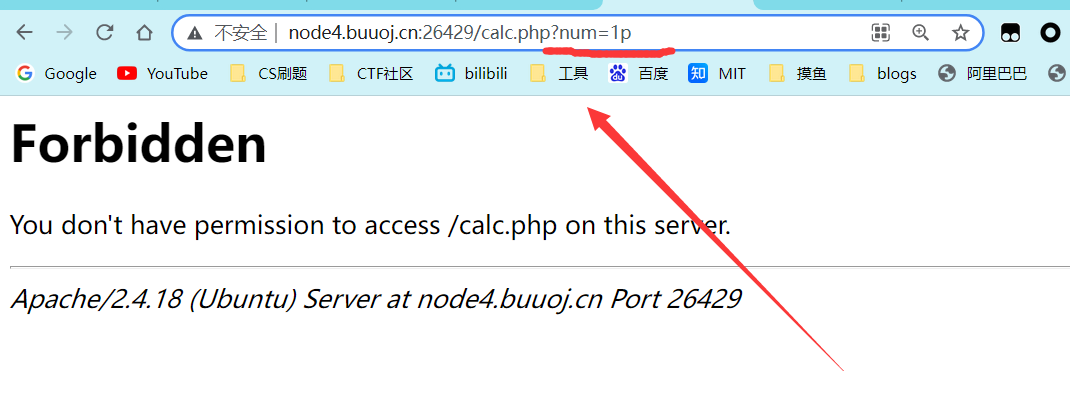 不安全 | node4.buuoj.cn:26429/calc.php?num=1p
Google YouTube CS刷题 CTF社区 bilibili 工具 百度 知 MIT 摸鱼 blogs 阿里巴巴
Forbidden
You don't have permission to access /calc.php on this server.
Apache/2.4.18 (Ubuntu) Server at node4.buuoj.cn Port 26429